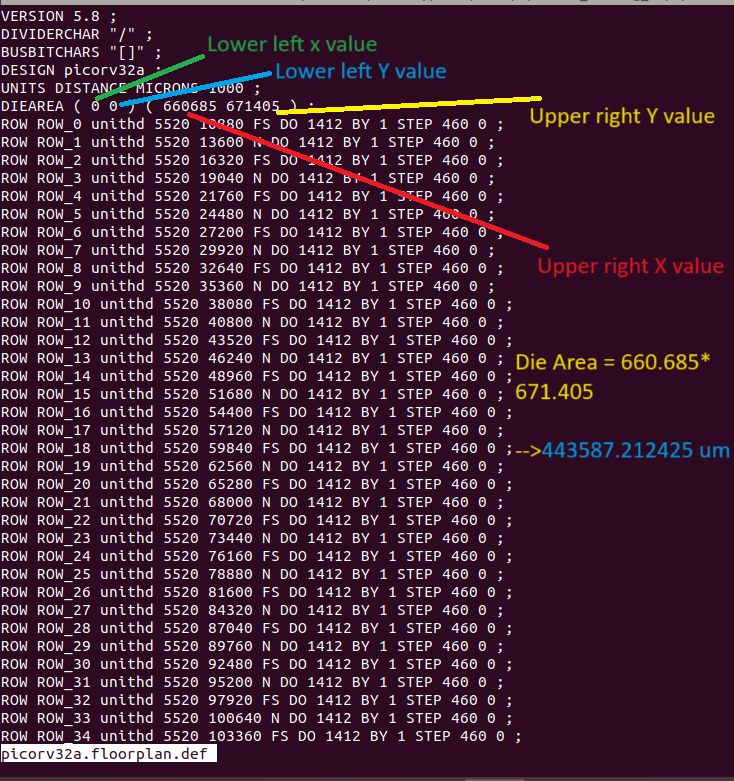 VERSION 5.8 ;
DIVIDERCHAR "/" ;
BUSBITCHARS "[]" ;
Lower left x value
DESIGN picorv32a ;
Lower left Y value
UNITS DISTANCE MICRONS 1000 ;
DIEAREA ( 0 0 ) ( 660685 671405 ) ;
Upper right Y value
ROW ROW_0 unithd 5520 10880 FS DO 1412 BY 1 STEP 460 0 ;
ROW ROW_1 unithd 5520 13600 N DO 1412 BY 1 STEP 460 0 ;
ROW ROW_2 unithd 5520 16320 FS DO 1412 BY 1 STEP 460 0 ;
ROW ROW_3 unithd 5520 19040 N DO 1412 BY 1 STEP 460 0 ;
ROW ROW_4 unithd 5520 21760 FS DO 1412 BY 1 STEP 460 0 ;
ROW ROW_5 unithd 5520 24480 N DO 1412 BY 1 STEP 460 0 ;
ROW ROW_6 unithd 5520 27200 FS DO 1412 BY 1 STEP 460 0 ;
ROW ROW_7 unithd 5520 29920 N DO 1412 BY 1 STEP 460 0 ;
Upper right X value
ROW ROW_8 unithd 5520 32640 FS DO 1412 BY 1 STEP 460 0 ;
ROW ROW_9 unithd 5520 35360 N DO 1412 BY 1 STEP 460 0 ;
ROW ROW_10 unithd 5520 38080 FS DO 1412 BY 1 STEP 460 0 ;
ROW ROW_11 unithd 5520 40800 N DO 1412 BY 1 STEP 460 0 ;
ROW ROW_12 unithd 5520 43520 FS DO 1412 BY 1 STEP 460 0 ;
ROW ROW_13 unithd 5520 46240 N DO 1412 BY 1 STEP 460 0 ;
Die Area = 660.685*
ROW ROW_14 unithd 5520 48960 FS DO 1412 BY 1 STEP 460 0 ;
671.405
ROW ROW_15 unithd 5520 51680 N DO 1412 BY 1 STEP 460 0 ;
ROW ROW_16 unithd 5520 54400 FS DO 1412 BY 1 STEP 460 0 ;
ROW ROW_17 unithd 5520 57120 N DO 1412 BY 1 STEP 460 0 ;
ROW ROW_18 unithd 5520 59840 FS DO 1412 BY 1 STEP 460 0 ;
-->443587.212425 um
ROW ROW_19 unithd 5520 62560 N DO 1412 BY 1 STEP 460 0 ;
ROW ROW_20 unithd 5520 65280 FS DO 1412 BY 1 STEP 460 0 ;
ROW ROW_21 unithd 5520 68000 N DO 1412 BY 1 STEP 460 0 ;
ROW ROW_22 unithd 5520 70720 FS DO 1412 BY 1 STEP 460 0 ;
ROW ROW_23 unithd 5520 73440 N DO 1412 BY 1 STEP 460 0 ;
ROW ROW_24 unithd 5520 76160 FS DO 1412 BY 1 STEP 460 0 ;
ROW ROW_25 unithd 5520 78880 N DO 1412 BY 1 STEP 460 0 ;
ROW ROW_26 unithd 5520 81600 FS DO 1412 BY 1 STEP 460 0 ;
ROW ROW_27 unithd 5520 84320 N DO 1412 BY 1 STEP 460 0 ;
ROW ROW_28 unithd 5520 87040 FS DO 1412 BY 1 STEP 460 0 ;
ROW ROW_29 unithd 5520 89760 N DO 1412 BY 1 STEP 460 0 ;
ROW ROW_30 unithd 5520 92480 FS DO 1412 BY 1 STEP 460 0 ;
ROW ROW_31 unithd 5520 95200 N DO 1412 BY 1 STEP 460 0 ;
ROW ROW_32 unithd 5520 97920 FS DO 1412 BY 1 STEP 460 0 ;
ROW ROW_33 unithd 5520 100640 N DO 1412 BY 1 STEP 460 0 ;
ROW ROW_34 unithd 5520 103360 FS DO 1412 BY 1 STEP 460 0 ;
picorv32a.floorplan.def